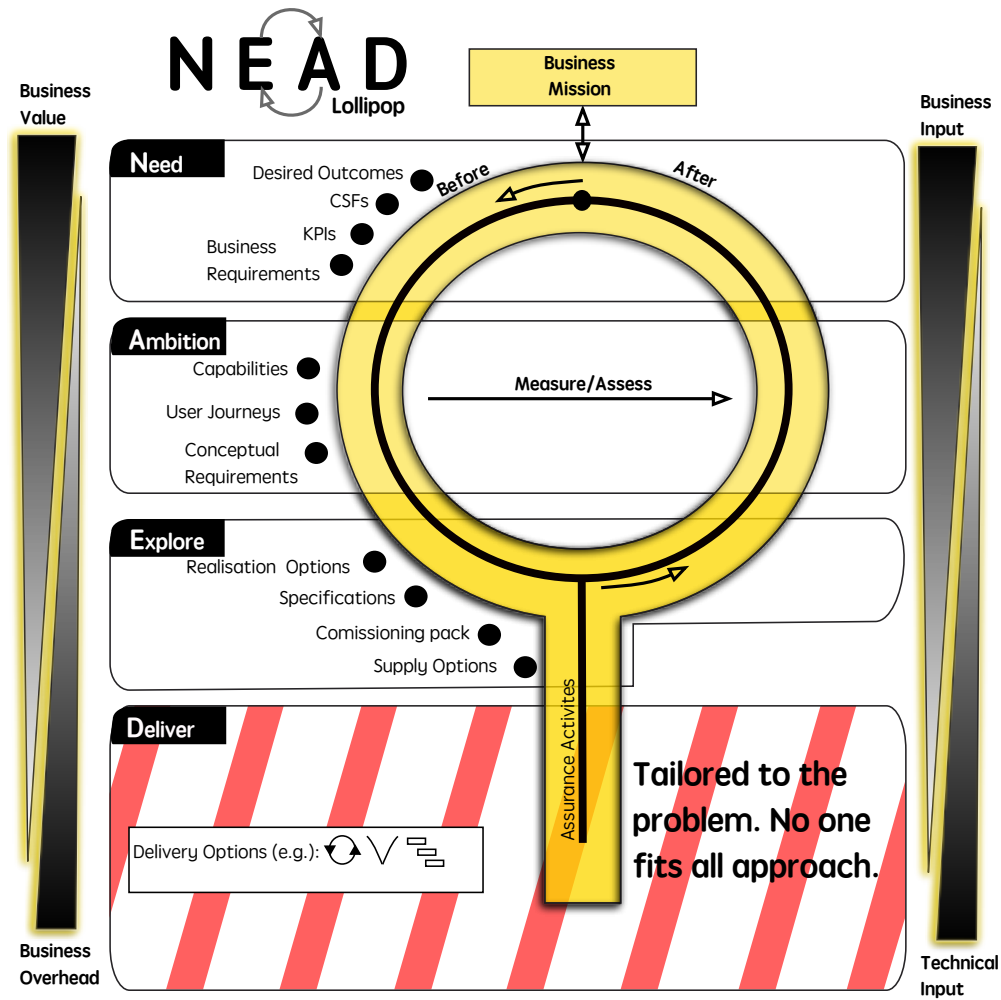 NEAD
Lollipop
Business
Mission
Business
Value
Business
Input
Need
Desired Outcomes
CSFs
KPIs
Business
Requirements
Before
After
Ambition
Capabilities
User Journeys
Conceptual
Requirements
Measure/Assess
Explore
Realisation Options
Specifications
Comissioning pack
Supply Options
Deliver
Assurance Activites
Tailored to the
problem. No one
fits all approach.
Delivery Options (e.g.):
Business
Overhead
Technical
Input